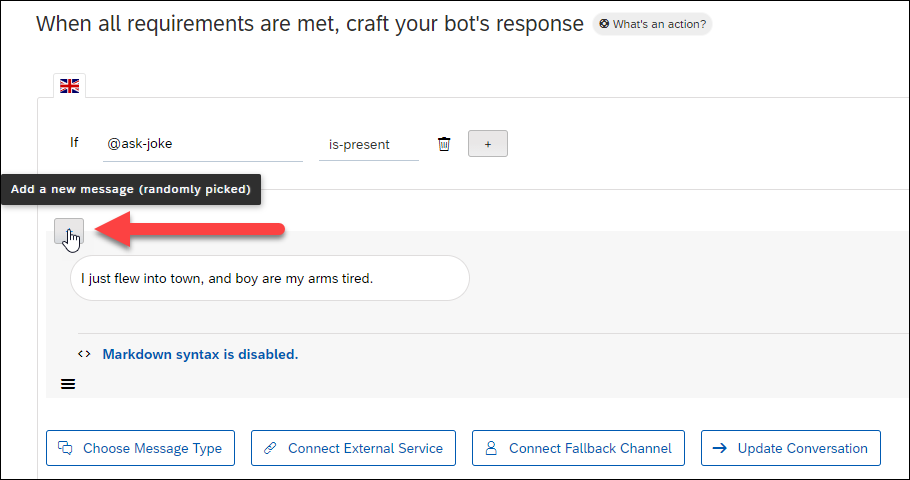 When all requirements are met, craft your bot's response What's an action?
If @ask-joke is-present +
Add a new message (randomly picked)
I just flew into town, and boy are my arms tired.
<> Markdown syntax is disabled.
Choose Message Type Connect External Service Connect Fallback Channel Update Conversation